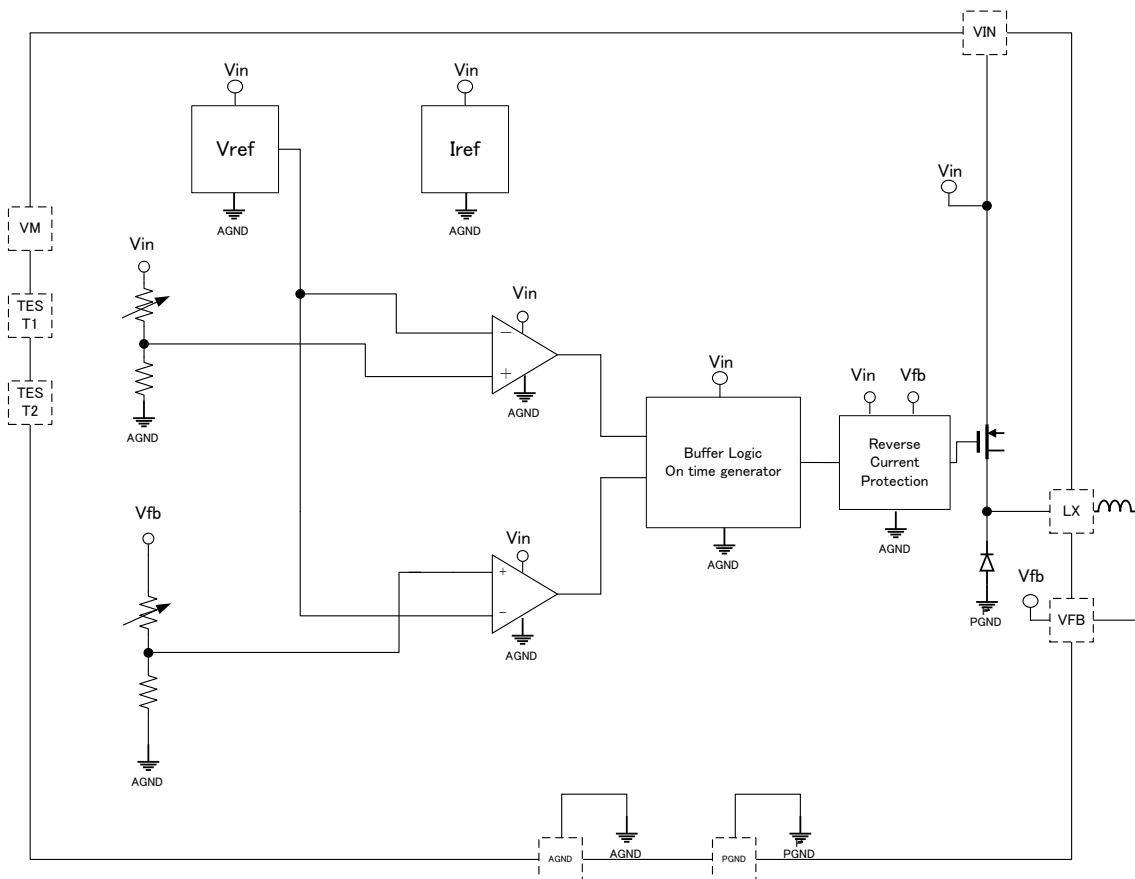 VIN
Vin
Vin
Vref
Iref
AGND
AGND
Vin
VM
Vin
TES
T1
TES
T2
AGND
Vin
−
+
AGND
Vin
Buffer Logic
On time generator
AGND
Vin
Vfb
Reverse
Current
Protection
AGND
LX
Vfb
Vin
+
−
AGND
Vfb
VFB
PGND
AGND
AGND
AGND
PGND
PGND